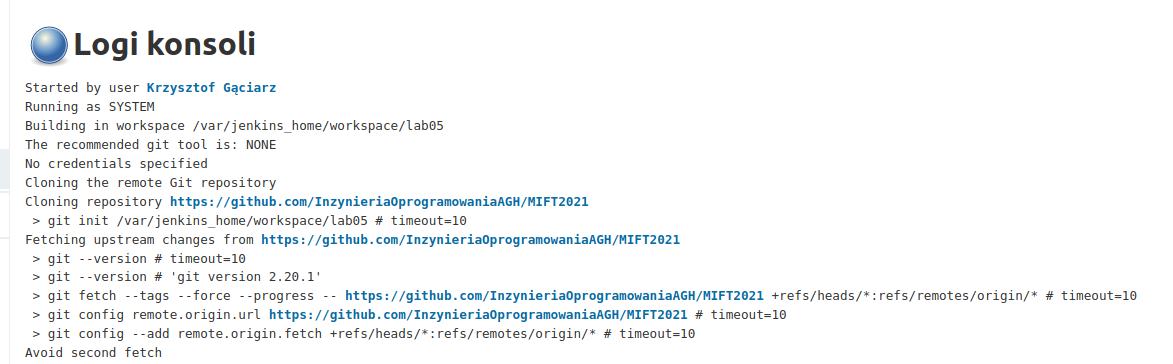 Logi konsoli
Started by user Krzysztof Gąciarz
Running as SYSTEM
Building in workspace /var/jenkins_home/workspace/lab05
The recommended git tool is: NONE
No credentials specified
Cloning the remote Git repository
Cloning repository https://github.com/InzynieriaOprogramowaniaAGH/MIFT2021
 > git init /var/jenkins_home/workspace/lab05 # timeout=10
Fetching upstream changes from https://github.com/InzynieriaOprogramowaniaAGH/MIFT2021
 > git --version # timeout=10
 > git --version # 'git version 2.20.1'
 > git fetch --tags --force --progress -- https://github.com/InzynieriaOprogramowaniaAGH/MIFT2021 +refs/heads/*:refs/remotes/origin/* # timeout=10
 > git config remote.origin.url https://github.com/InzynieriaOprogramowaniaAGH/MIFT2021 # timeout=10
 > git config --add remote.origin.fetch +refs/heads/*:refs/remotes/origin/* # timeout=10
Avoid second fetch